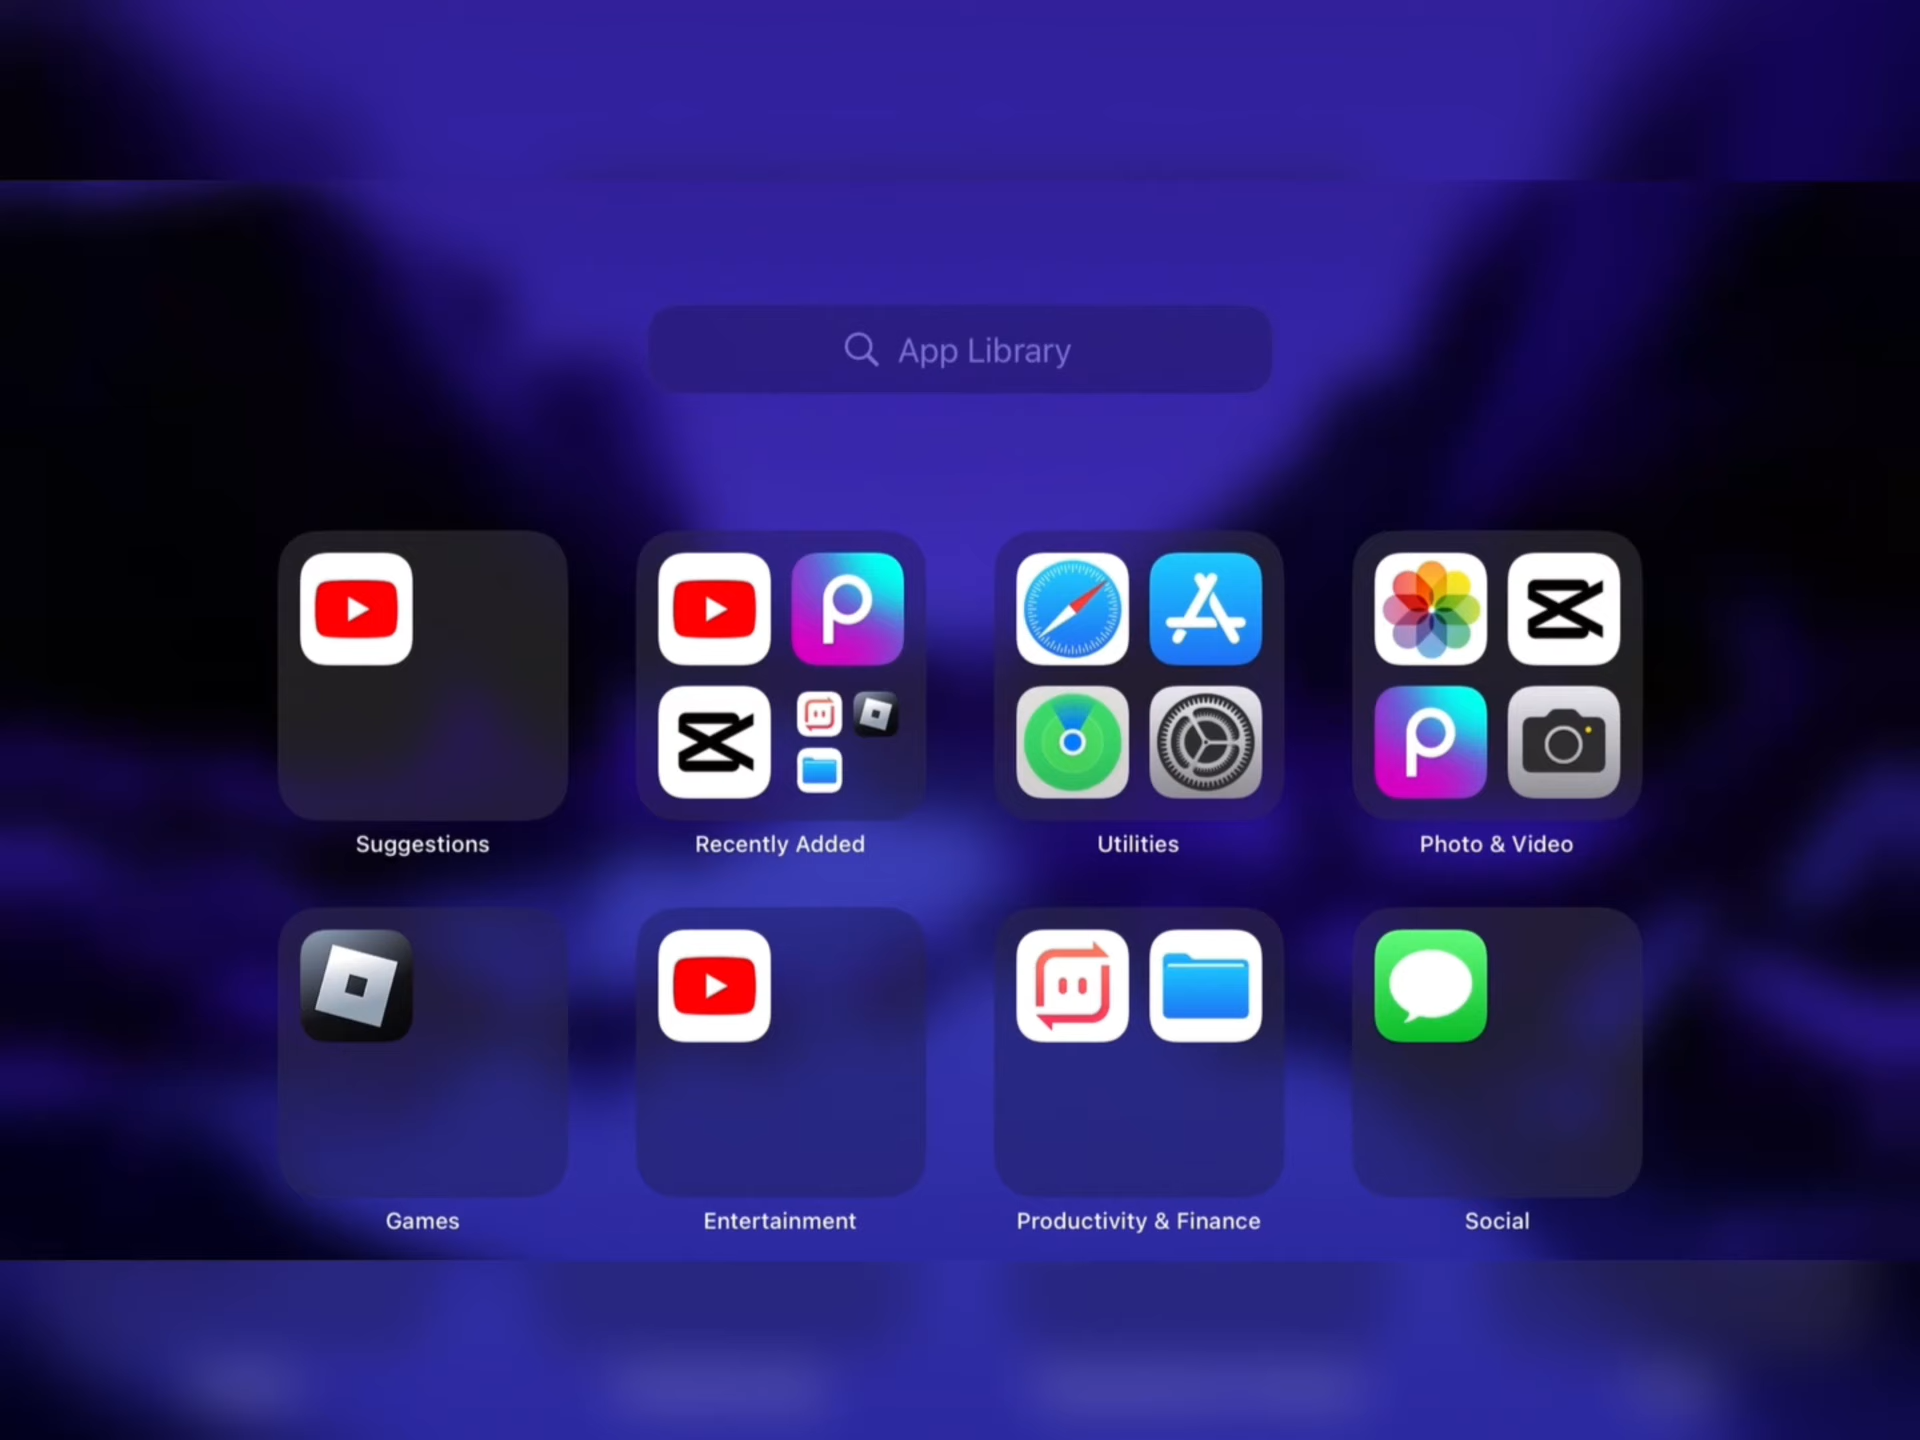 App Library
Suggestions
Recently Added
Utilities
Photo & Video
Games
Entertainment
Productivity & Finance
Social